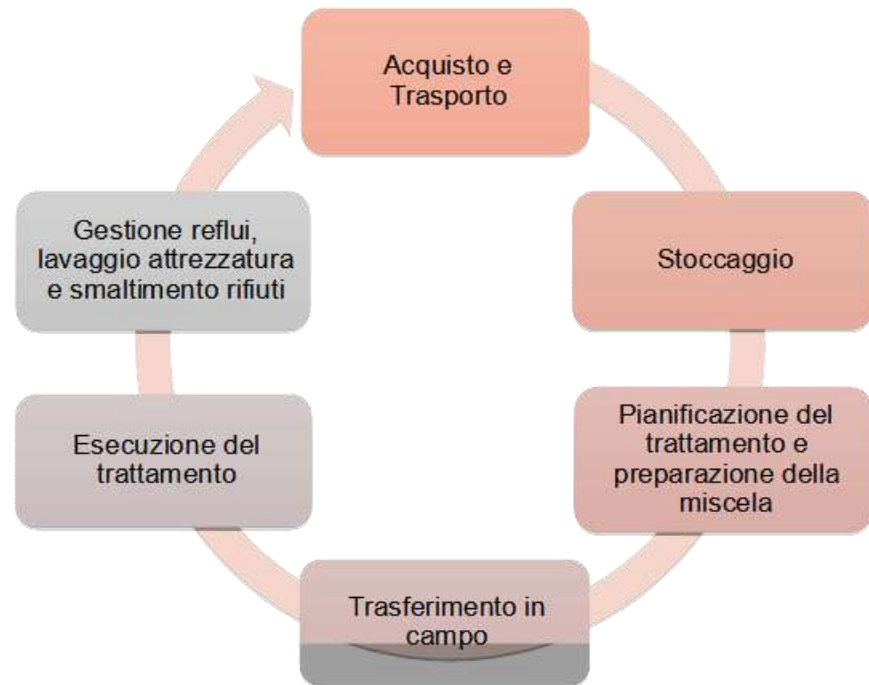 Acquisto e
Trasporto
Stoccaggio
Pianificazione del
trattamento e
preparazione della
miscela
Trasferimento in
campo
Esecuzione del
trattamento
Gestione reflui,
lavaggio attrezzatura
e smaltimento rifiuti